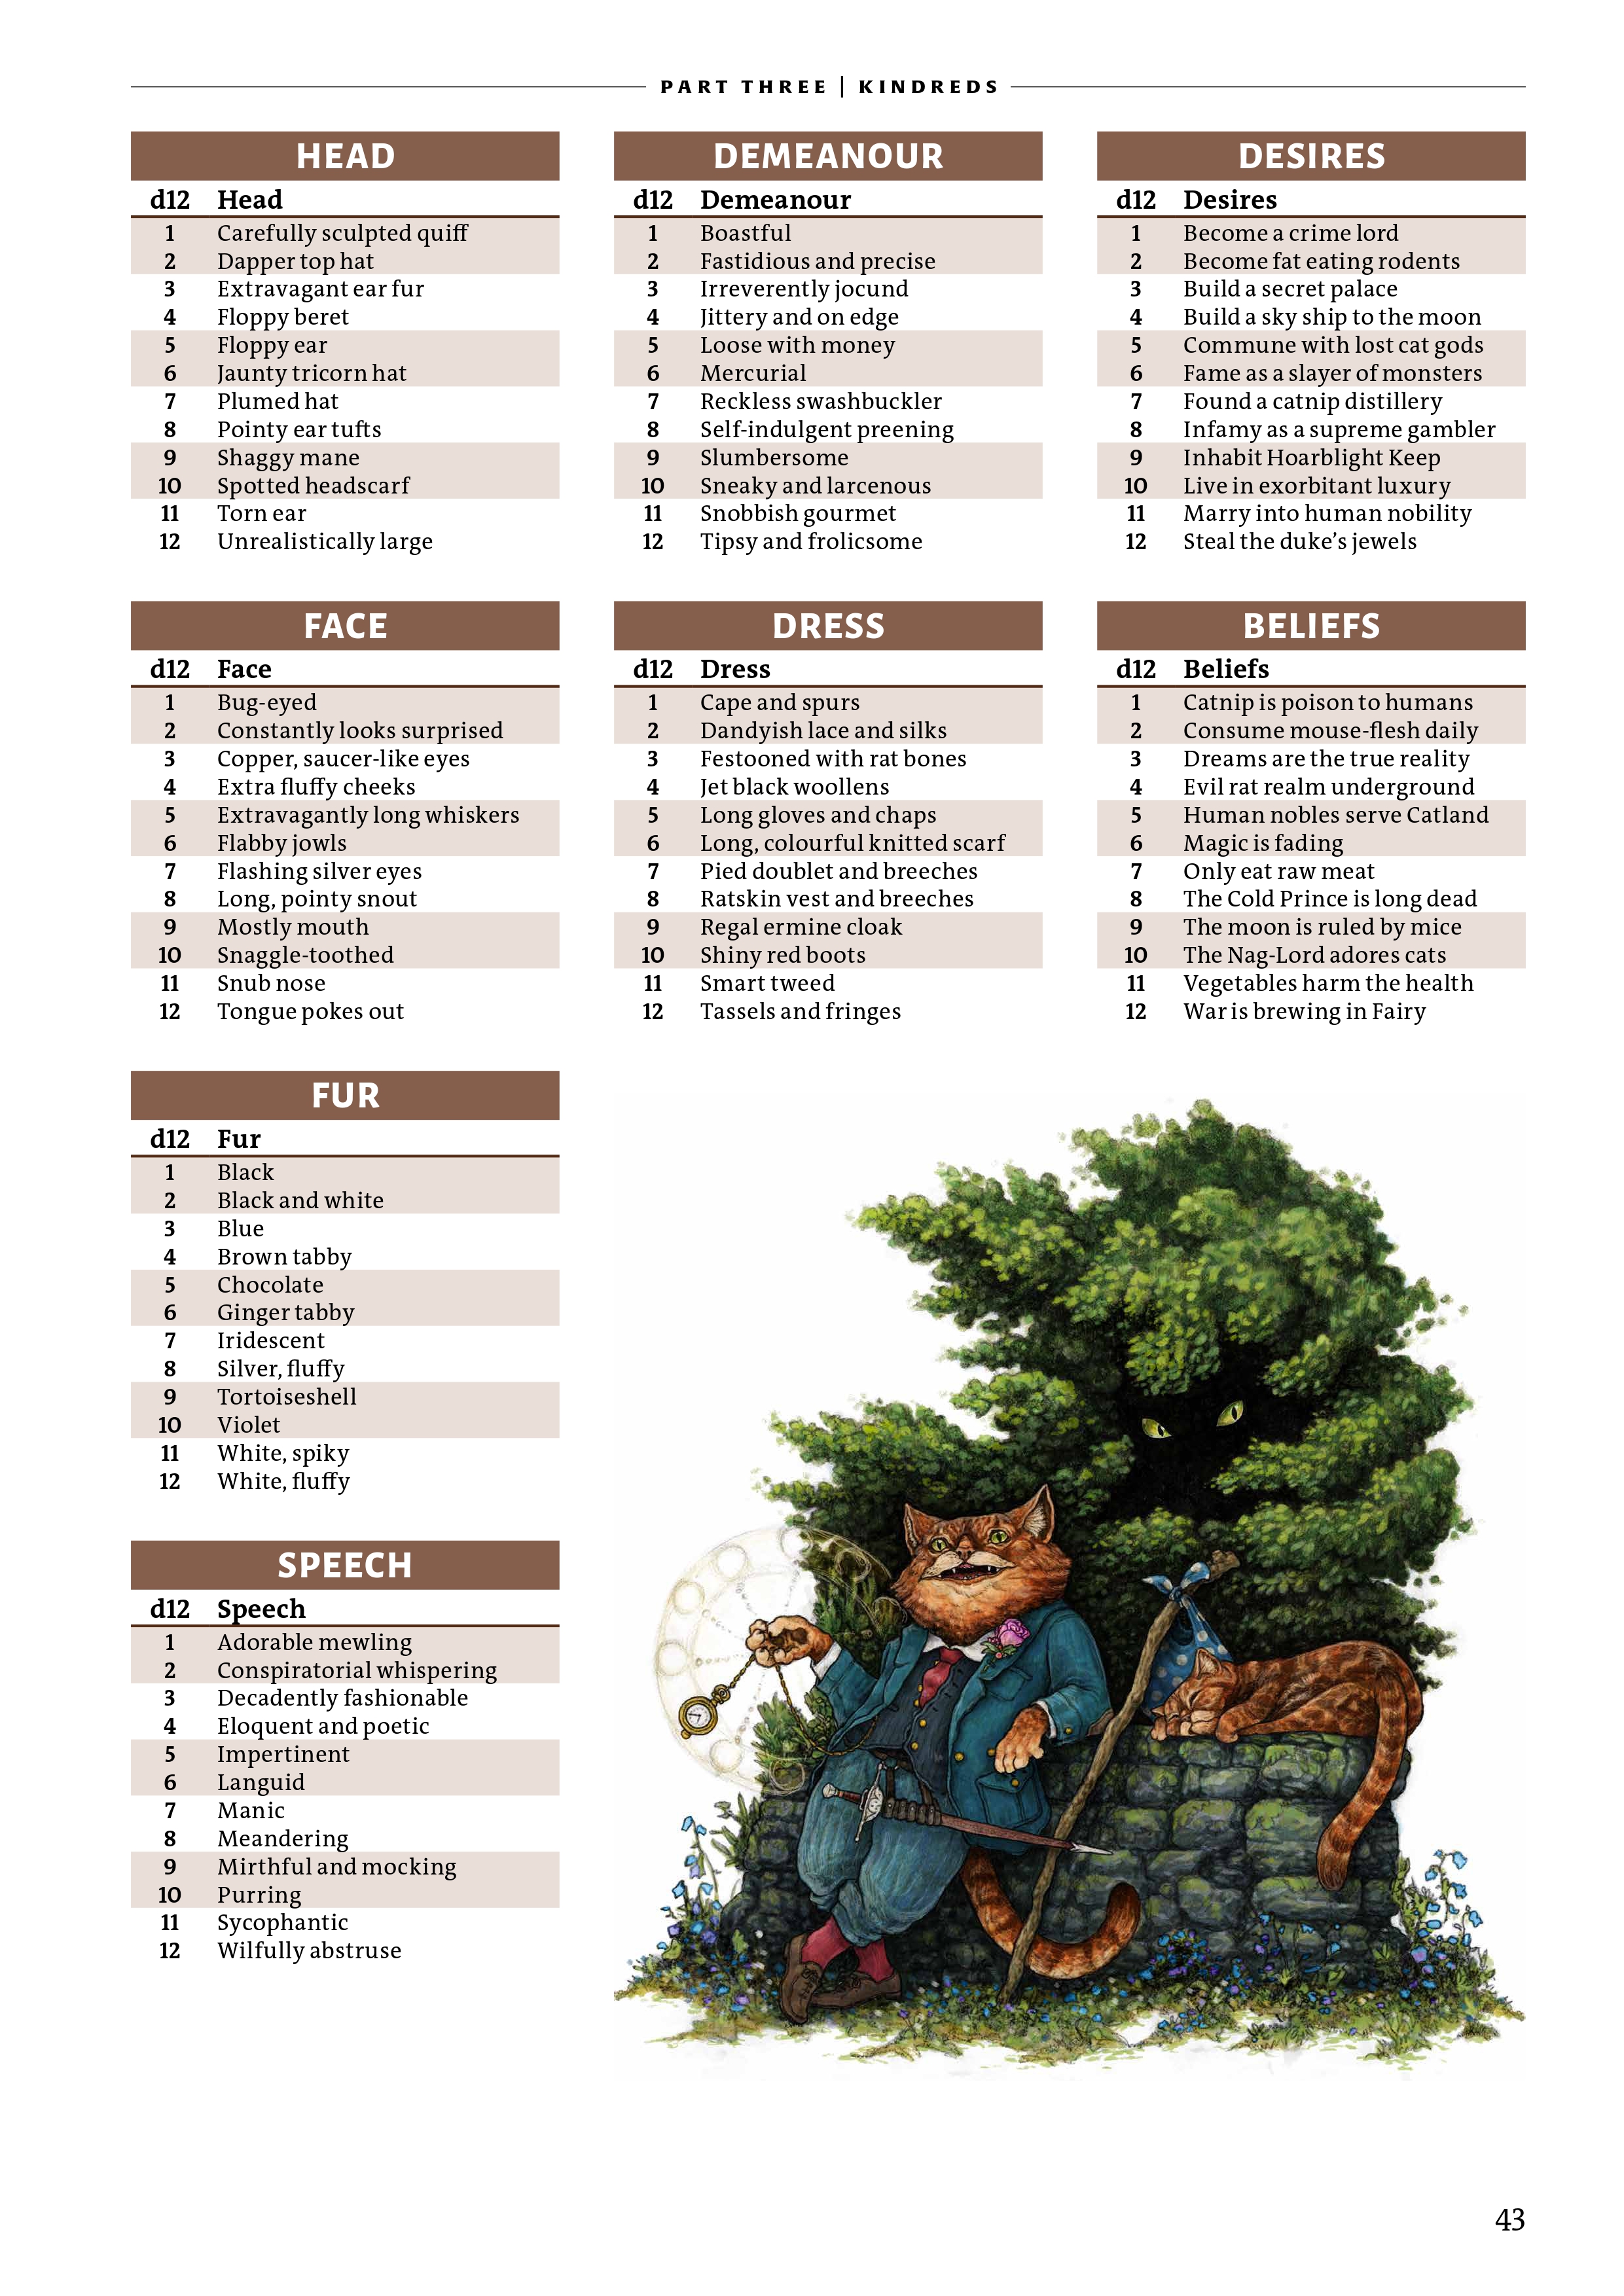 PART THREE | KINDREDS
HEAD
d12 Head
1 Carefully sculpted quiff
2 Dapper top hat
3 Extravagant ear fur
4 Floppy beret
5 Floppy ear
6 Jaunty tricorn hat
7 Plumed hat
8 Pointy ear tufts
9 Shaggy mane
10 Spotted headscarf
11 Torn ear
12 Unrealistically large
FACE
d12 Face
1 Bug-eyed
2 Constantly looks surprised
3 Copper, saucer-like eyes
4 Extra fluffy cheeks
5 Extravagantly long whiskers
6 Flabby jowls
7 Flashing silver eyes
8 Long, pointy snout
9 Mostly mouth
10 Snaggle-toothed
11 Snub nose
12 Tongue pokes out
FUR
d12 Fur
1 Black
2 Black and white
3 Blue
4 Brown tabby
5 Chocolate
6 Ginger tabby
7 Iridescent
8 Silver, fluffy
9 Tortoiseshell
10 Violet
11 White, spiky
12 White, fluffy
SPEECH
d12 Speech
1 Adorable mewling
2 Conspiratorial whispering
3 Decadently fashionable
4 Eloquent and poetic
5 Impertinent
6 Languid
7 Manic
8 Meandering
9 Mirthful and mocking
10 Purring
11 Sycophantic
12 Wilfully abstruse
DEMEANOUR
d12 Demeanour
1 Boastful
2 Fastidious and precise
3 Irreverently jocund
4 Jittery and on edge
5 Loose with money
6 Mercurial
7 Reckless swashbuckler
8 Self-indulgent preening
9 Slumbersome
10 Sneaky and larcenous
11 Snobbish gourmet
12 Tipsy and frolicsome
DRESS
d12 Dress
1 Cape and spurs
2 Dandyish lace and silks
3 Festooned with rat bones
4 Jet black woollens
5 Long gloves and chaps
6 Long, colourful knitted scarf
7 Pied doublet and breeches
8 Ratskin vest and breeches
9 Regal ermine cloak
10 Shiny red boots
11 Smart tweed
12 Tassels and fringes
DESIRES
d12 Desires
1 Become a crime lord
2 Become fat eating rodents
3 Build a secret palace
4 Build a sky ship to the moon
5 Commune with lost cat gods
6 Fame as a slayer of monsters
7 Found a catnip distillery
8 Infamy as a supreme gambler
9 Inhabit Hoarblight Keep
10 Live in exorbitant luxury
11 Marry into human nobility
12 Steal the duke’s jewels
BELIEFS
d12 Beliefs
1 Catnip is poison to humans
2 Consume mouse-flesh daily
3 Dreams are the true reality
4 Evil rat realm underground
5 Human nobles serve Catland
6 Magic is fading
7 Only eat raw meat
8 The Cold Prince is long dead
9 The moon is ruled by mice
10 The Nag-Lord adores cats
11 Vegetables harm the health
12 War is brewing in Fairy
43